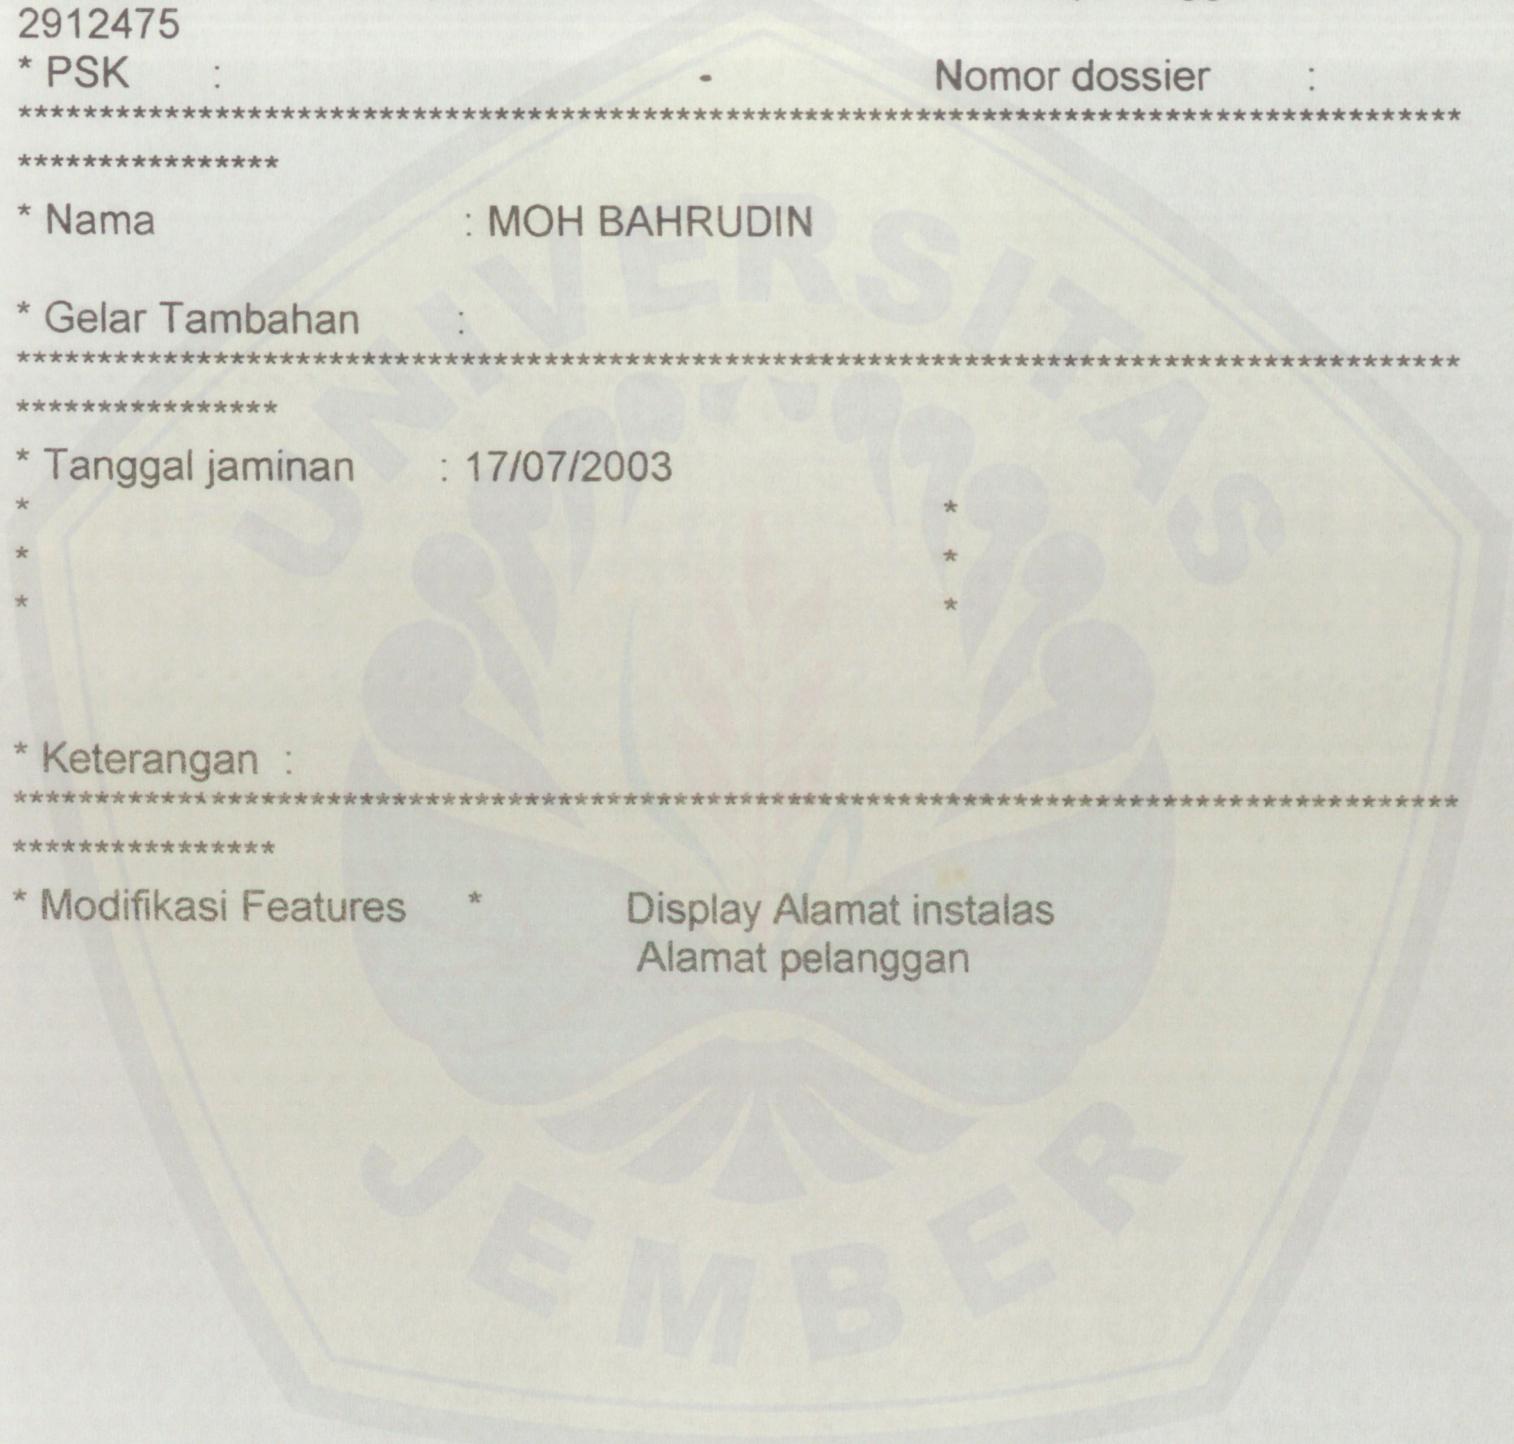 2912475
* PSK : - Nomor dossier :
*****************************************************************************************
****************
* Nama : MOH BAHRUDIN
* Gelar Tambahan :
*****************************************************************************************
****************
* Tanggal jaminan : 17/07/2003
* *
* *
* *
* Keterangan :
*****************************************************************************************
****************
* Modifikasi Features * Display Alamat instalas
Alamat pelanggan
UNIVERSITAS
JEMBER